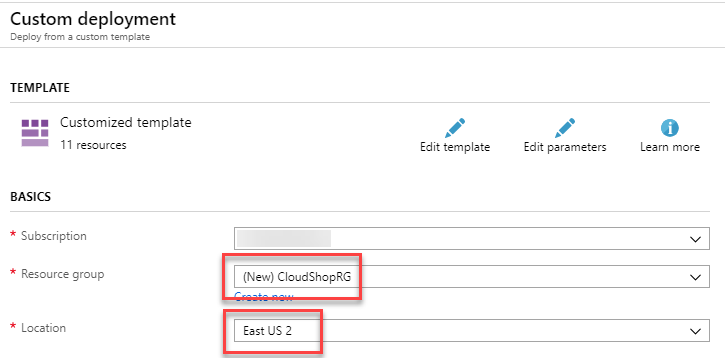 Custom deployment
Deploy from a custom template
TEMPLATE
Customized template
11 resources
Edit template
Edit parameters
Learn more
BASICS
* Subscription
* Resource group
(New) CloudShopRG
Create new
* Location
East US 2